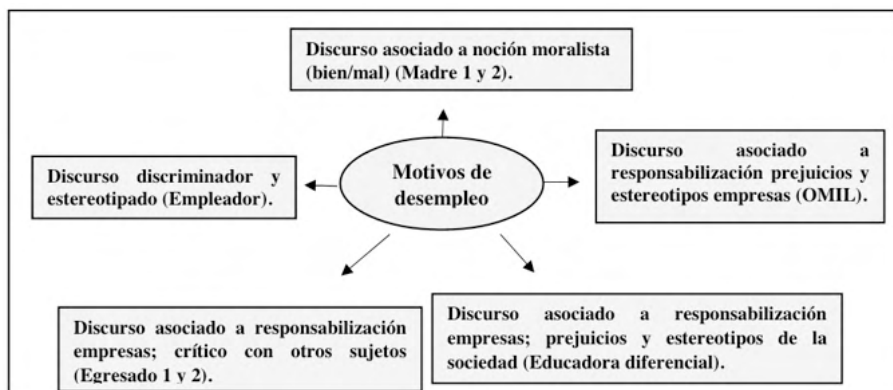 Discurso asociado a noción moralista
(bien/mal) (Madre 1 y 2).
Discurso discriminador y
estereotipado (Empleador).
Motivos de
desempleo
Discurso asociado a
responsabilización prejuicios y
estereotipos empresas (OMIL).
Discurso asociado a responsabilización
empresas; crítico con otros sujetos
(Egresado 1 y 2).
Discurso asociado a responsabilización
empresas; prejuicios y estereotipos de la
sociedad (Educadora diferencial).